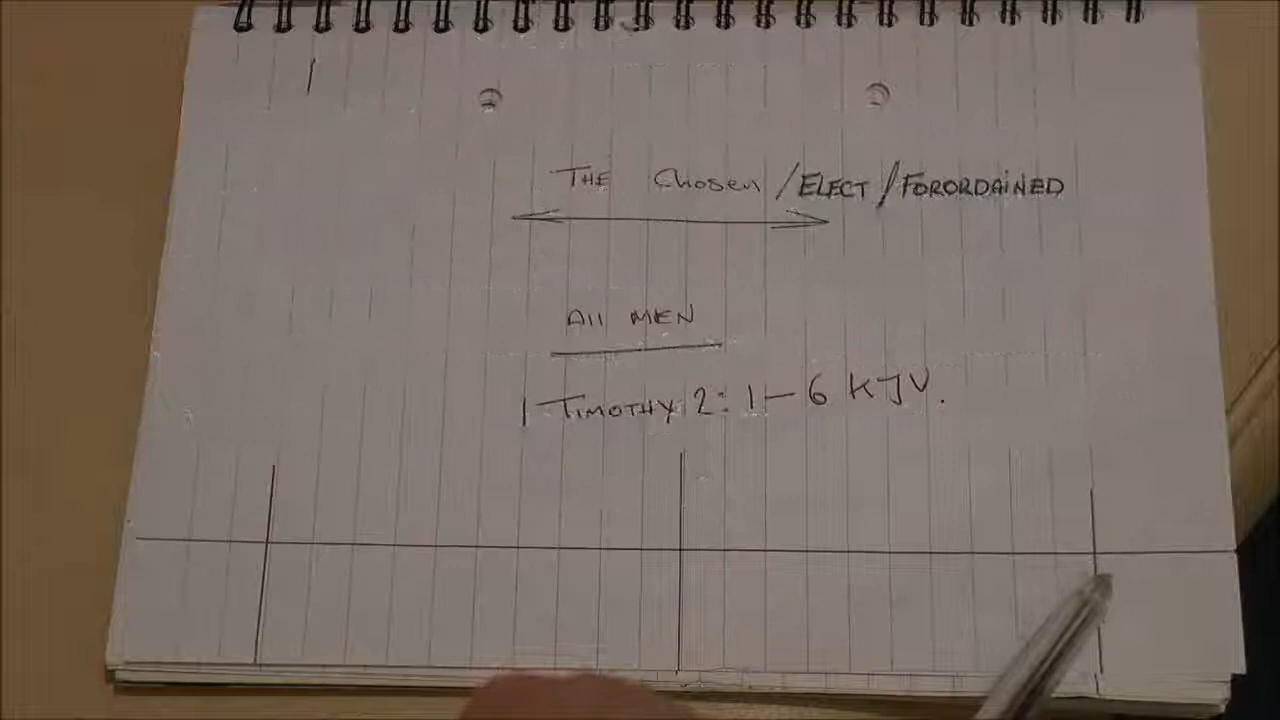 THE Chosen /ELECT /FORORDAINED
All MEN
1 TIMOTHY 2: 1-6 KJV.